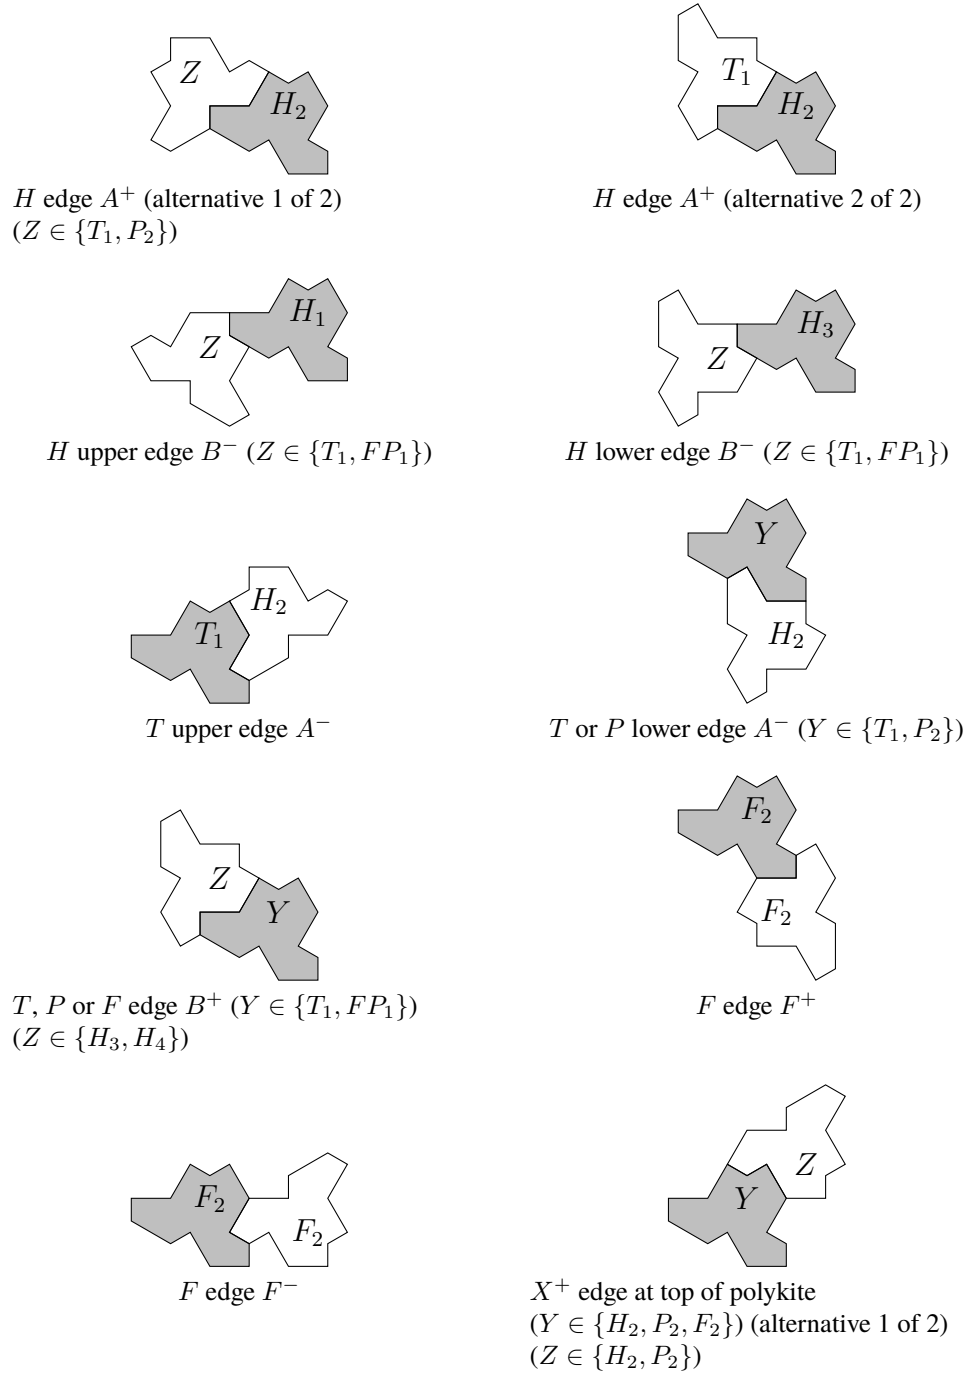 Z
H₂
H edge A⁺ (alternative 1 of 2)
(Z ∈ {T₁, P₂})
T₁
H₂
H edge A⁺ (alternative 2 of 2)
H₁
Z
H upper edge B⁻ (Z ∈ {T₁, FP₁})
H₃
Z
H lower edge B⁻ (Z ∈ {T₁, FP₁})
H₂
T₁
T upper edge A⁻
Y
H₂
T or P lower edge A⁻ (Y ∈ {T₁, P₂})
Z
Y
T, P or F edge B⁺ (Y ∈ {T₁, FP₁})
(Z ∈ {H₃, H₄})
F₂
F₂
F edge F⁺
F₂
F₂
F edge F⁻
Z
Y
X⁺ edge at top of polykite
(Y ∈ {H₂, P₂, F₂}) (alternative 1 of 2)
(Z ∈ {H₂, P₂})